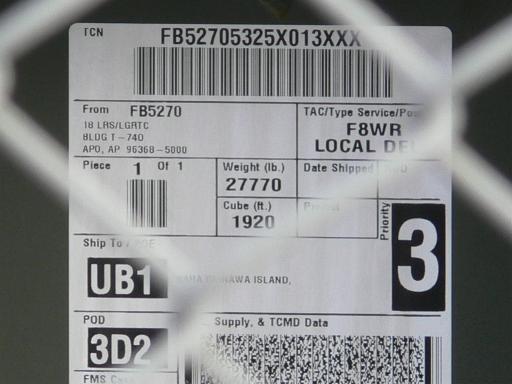 TCN FB52705325X013XXX
From FB5270
18 LRS/LGRTC
BLDG T-740
APO, AP 96368-5000
TAC/Type Service/
F8WR
LOCAL
Piece 1 Of 1
Weight (lb.)
27770
Date Shipped
Cube (ft.)
1920
Priority
3
Ship To /
UB1
ISLAND,
POD
3D2
Supply, & TCMD Data
FMS